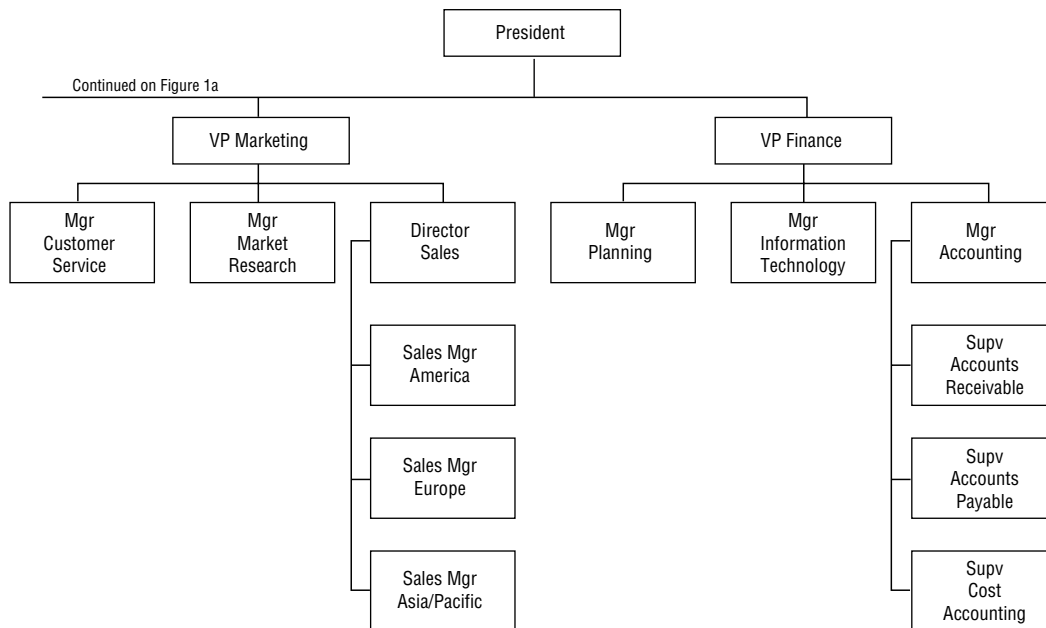 President
Continued on Figure 1a
VP Marketing
VP Finance
Mgr
Customer
Service
Mgr
Market
Research
Director
Sales
Mgr
Planning
Mgr
Information
Technology
Mgr
Accounting
Sales Mgr
America
Supv
Accounts
Receivable
Sales Mgr
Europe
Supv
Accounts
Payable
Sales Mgr
Asia/Pacific
Supv
Cost
Accounting